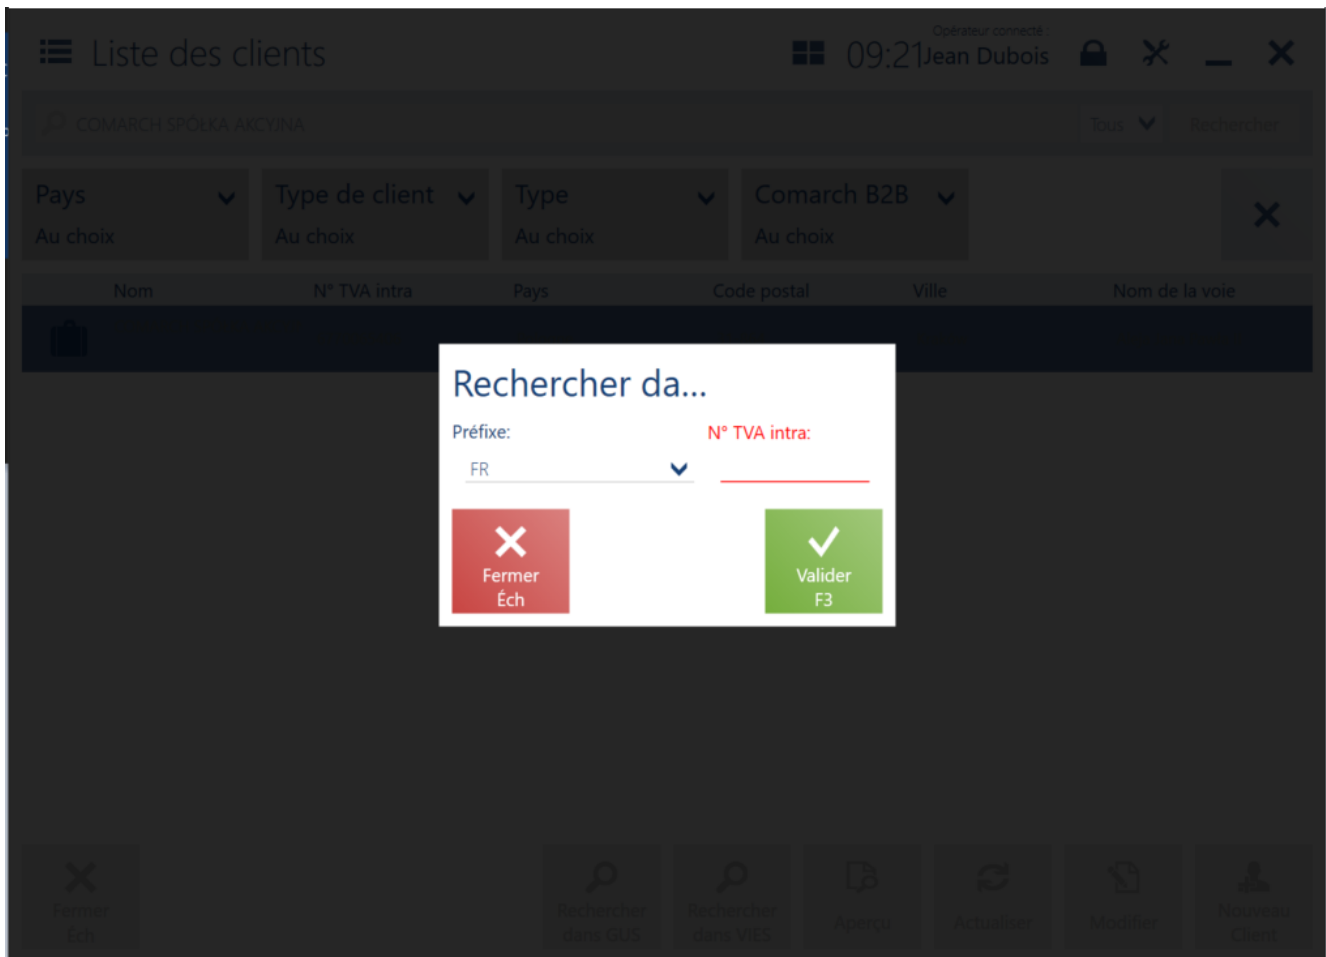 Liste des clients
09:21
Opérateur connecté :
Jean Dubois
COMARCH SPÓŁKA AKCYJNA
Tous
Rechercher
Pays
Au choix
Type de client
Au choix
Type
Au choix
Comarch B2B
Au choix
Nom
N° TVA intra
Pays
Code postal
Ville
Nom de la voie
Rechercher da...
Préfixe:
N° TVA intra:
FR
Fermer
Éch
Valider
F3
Fermer
Éch
Rechercher
dans GUS
Rechercher
dans VIES
Aperçu
Actualiser
Modifier
Nouveau
Client